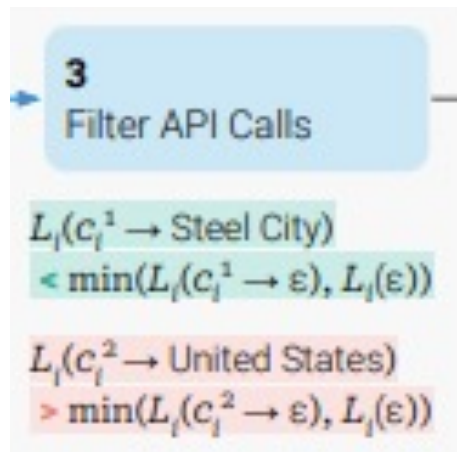 3
Filter API Calls
Lᵢ(cᵢ¹ → Steel City)
< min(Lᵢ(cᵢ¹ → ε), Lᵢ(ε))
Lᵢ(cᵢ² → United States)
> min(Lᵢ(cᵢ² → ε), Lᵢ(ε))